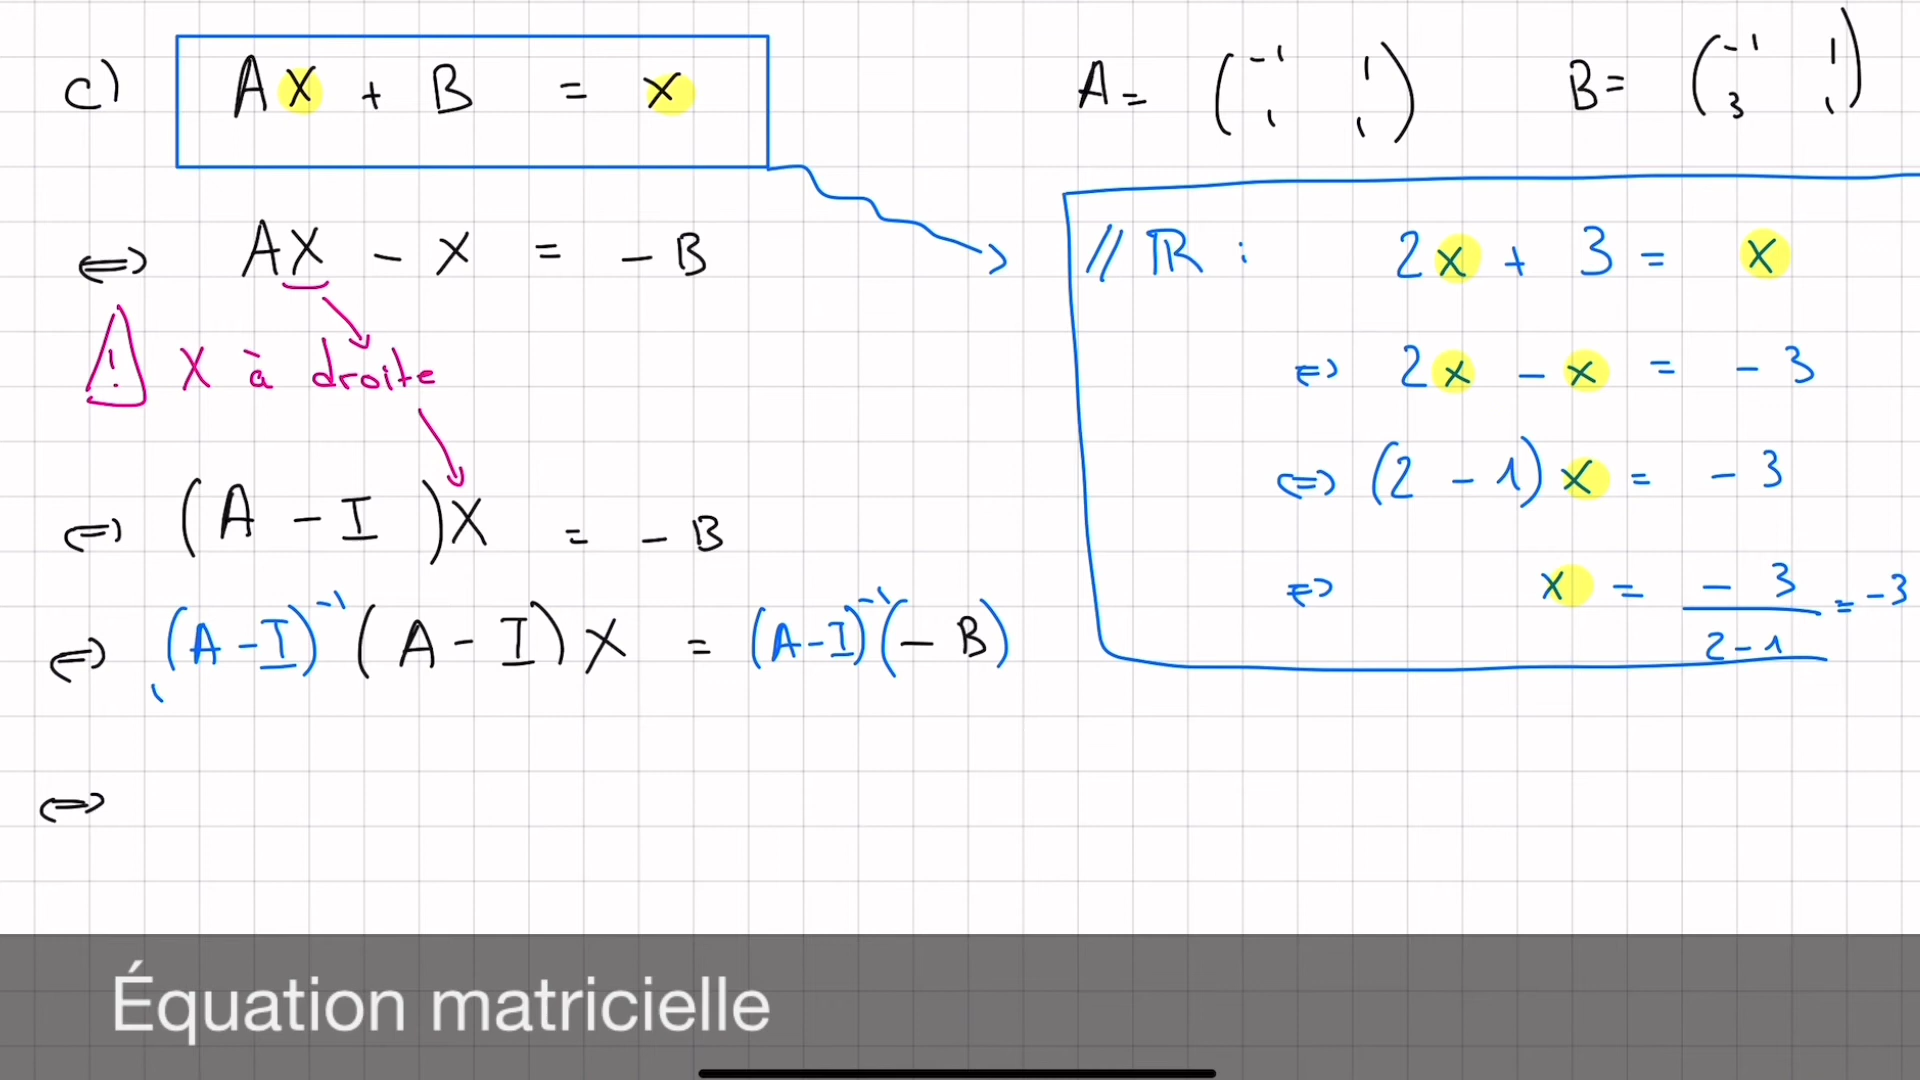 c) AX + B = X
A = (-1 1
1 1)
B = (-1 1
3 1)
⇔ AX - X = -B
! X à droite
⇔ (A - I)X = -B
⇔ (A-I)⁻¹(A - I)X = (A-I)⁻¹(-B)
⇔
// ℝ : 2x + 3 = x
⇔ 2x - x = -3
⇔ (2 - 1)x = -3
⇔ x = -3/(2-1) = -3
Équation matricielle